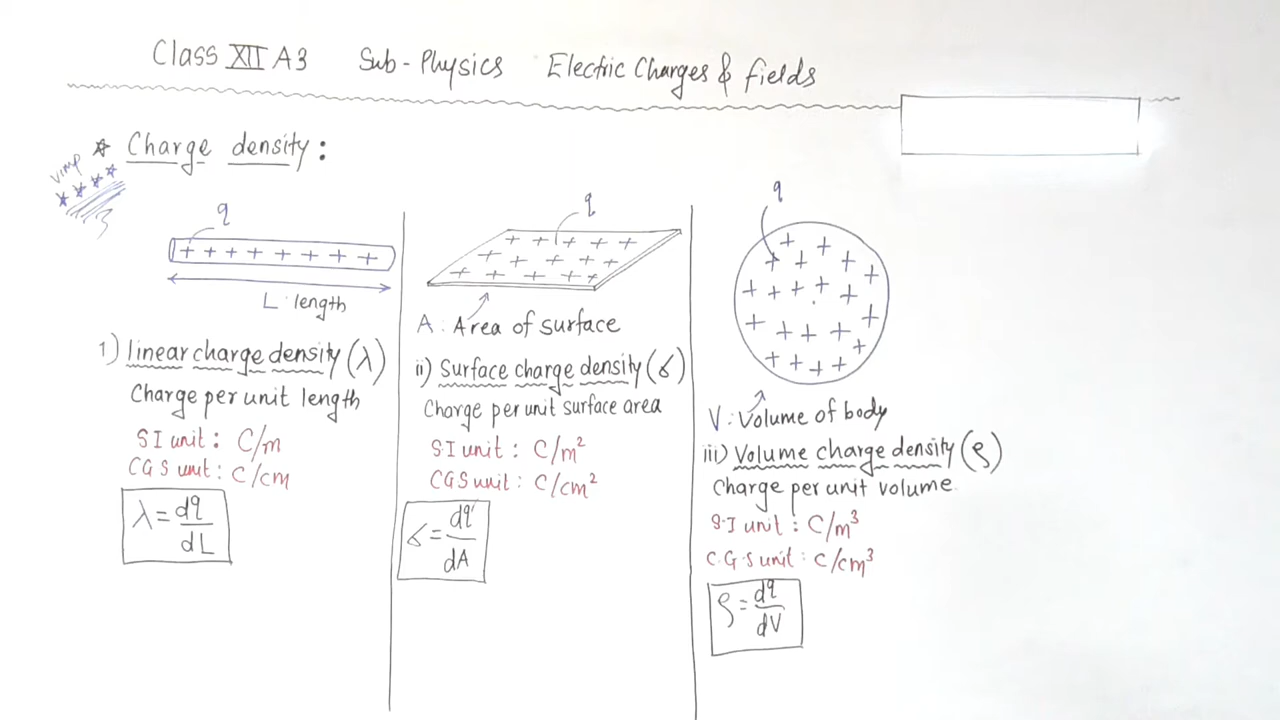 Class XII A3 Sub - Physics Electric Charges & fields
vimp
* Charge density :
q
L : length
1) linear charge density (λ)
Charge per unit length
S I unit : C/m
CGS unit : C/cm
λ = dq/dL
q
A : Area of surface
ii) Surface charge density (σ)
Charge per unit surface area
S.I unit : C/m²
CGS unit : C/cm²
σ = dq/dA
q
V : Volume of body
iii) Volume charge density (ρ)
Charge per unit volume
S.I unit : C/m³
C.G.S unit : C/cm³
ρ = dq/dV